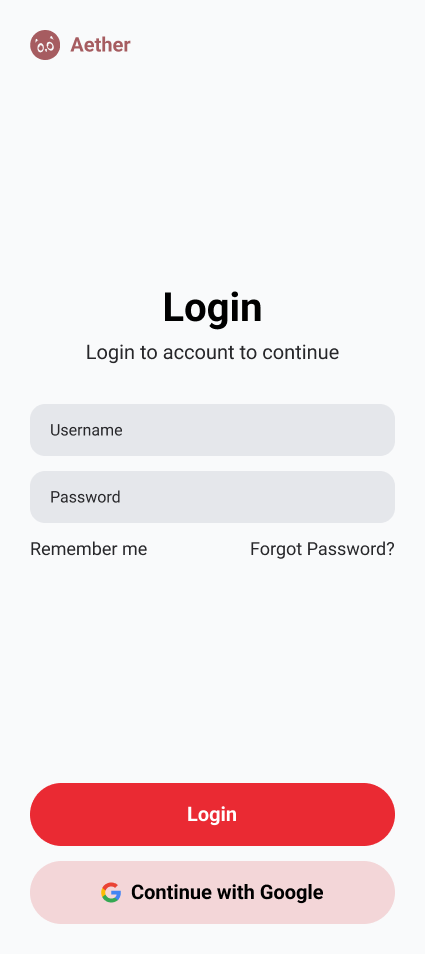 Aether
Login
Login to account to continue
Username
Password
Remember me
Forgot Password?
Login
Continue with Google